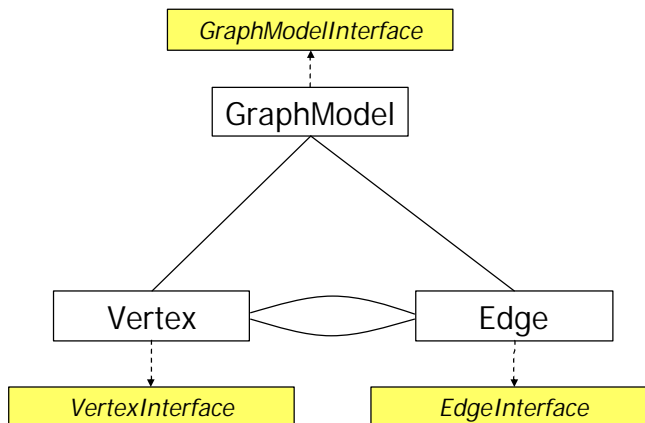 GraphModelInterface
GraphModel
Vertex
Edge
VertexInterface
EdgeInterface